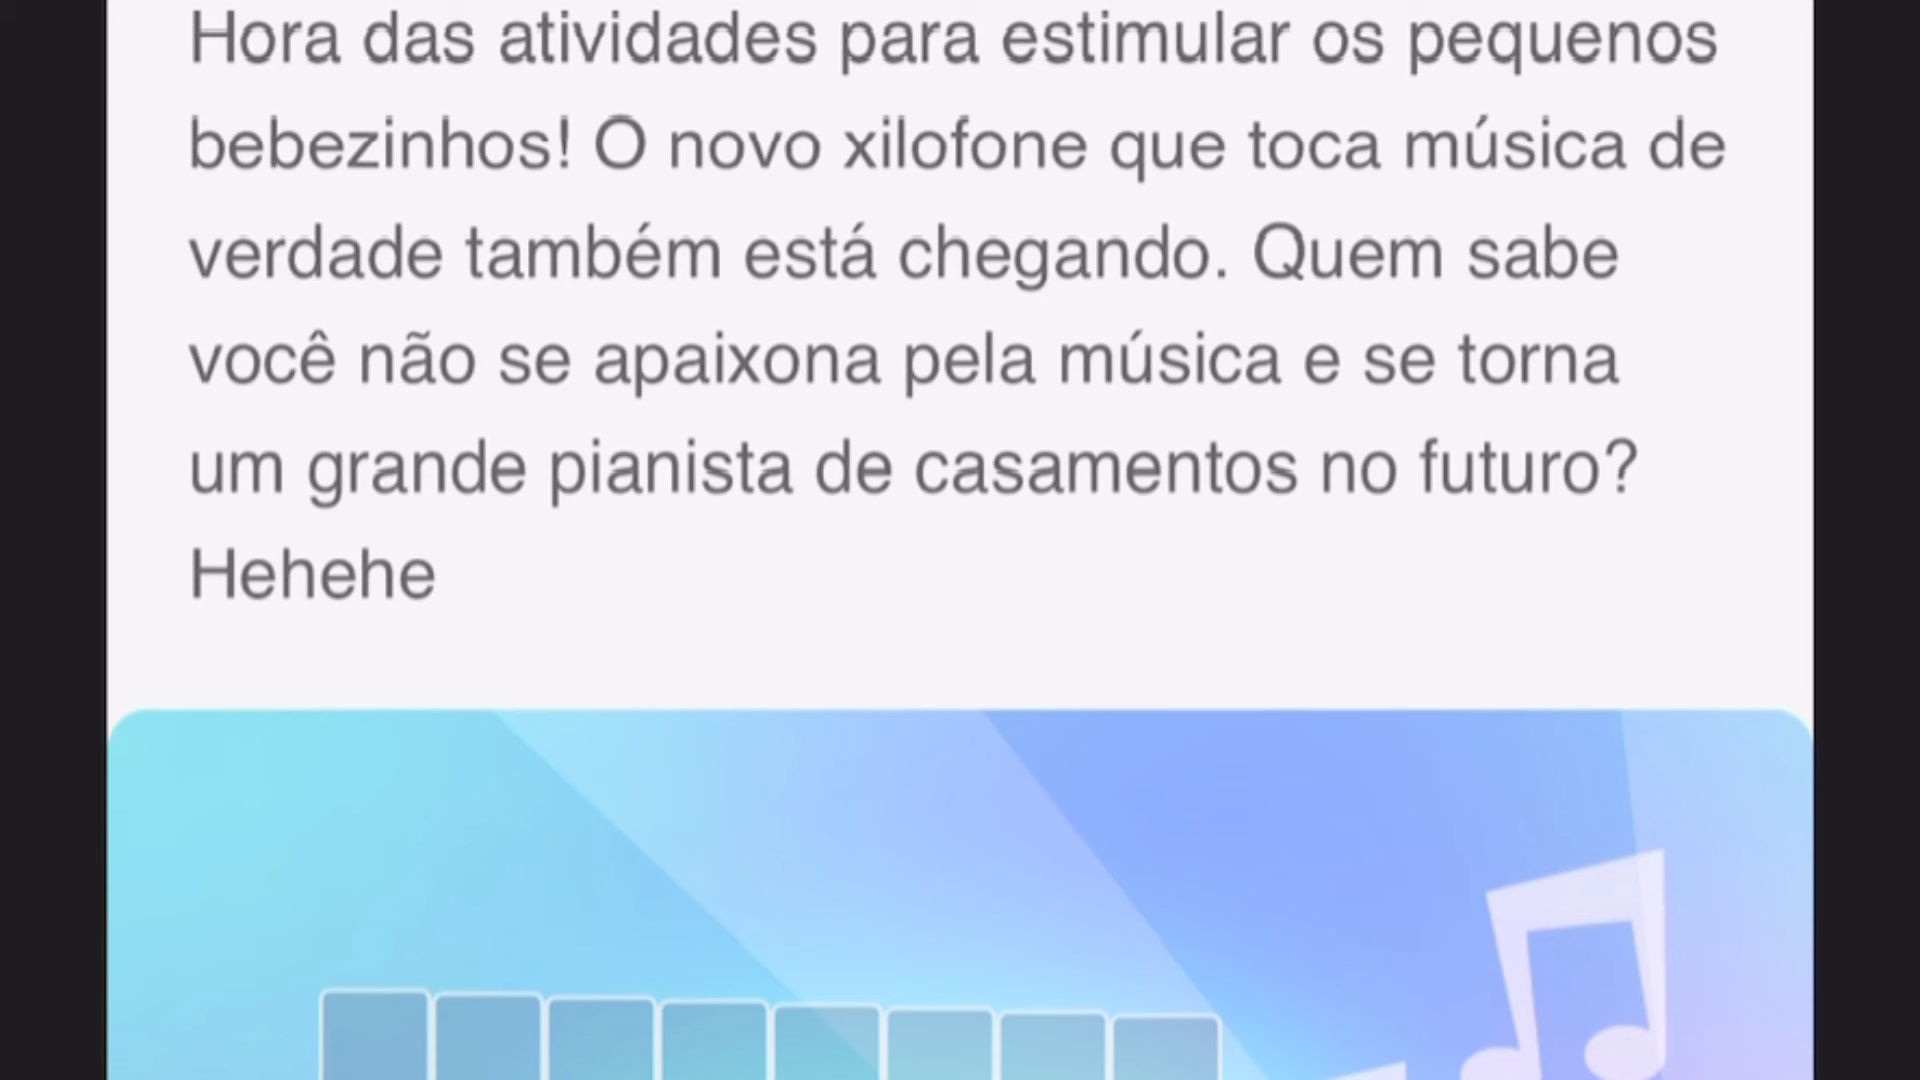 Hora das atividades para estimular os pequenos
bebezinhos! O novo xilofone que toca música de
verdade também está chegando. Quem sabe
você não se apaixona pela música e se torna
um grande pianista de casamentos no futuro?
Hehehe